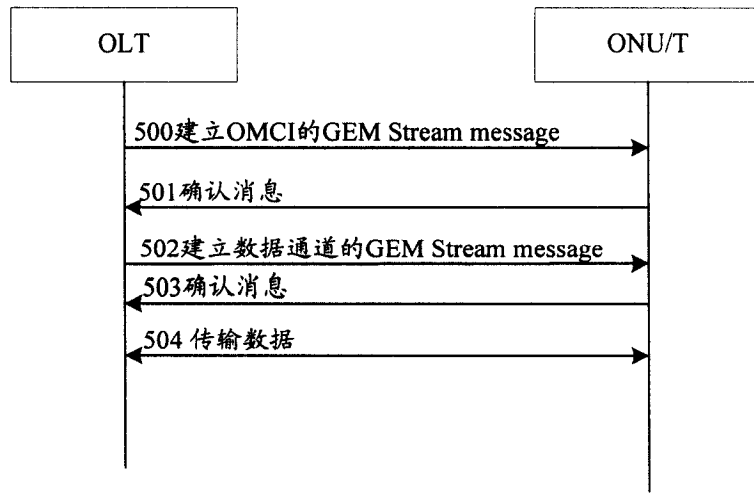 OLT
ONU/T
500建立OMCI的GEM Stream message
501确认消息
502建立数据通道的GEM Stream message
503确认消息
504 传输数据